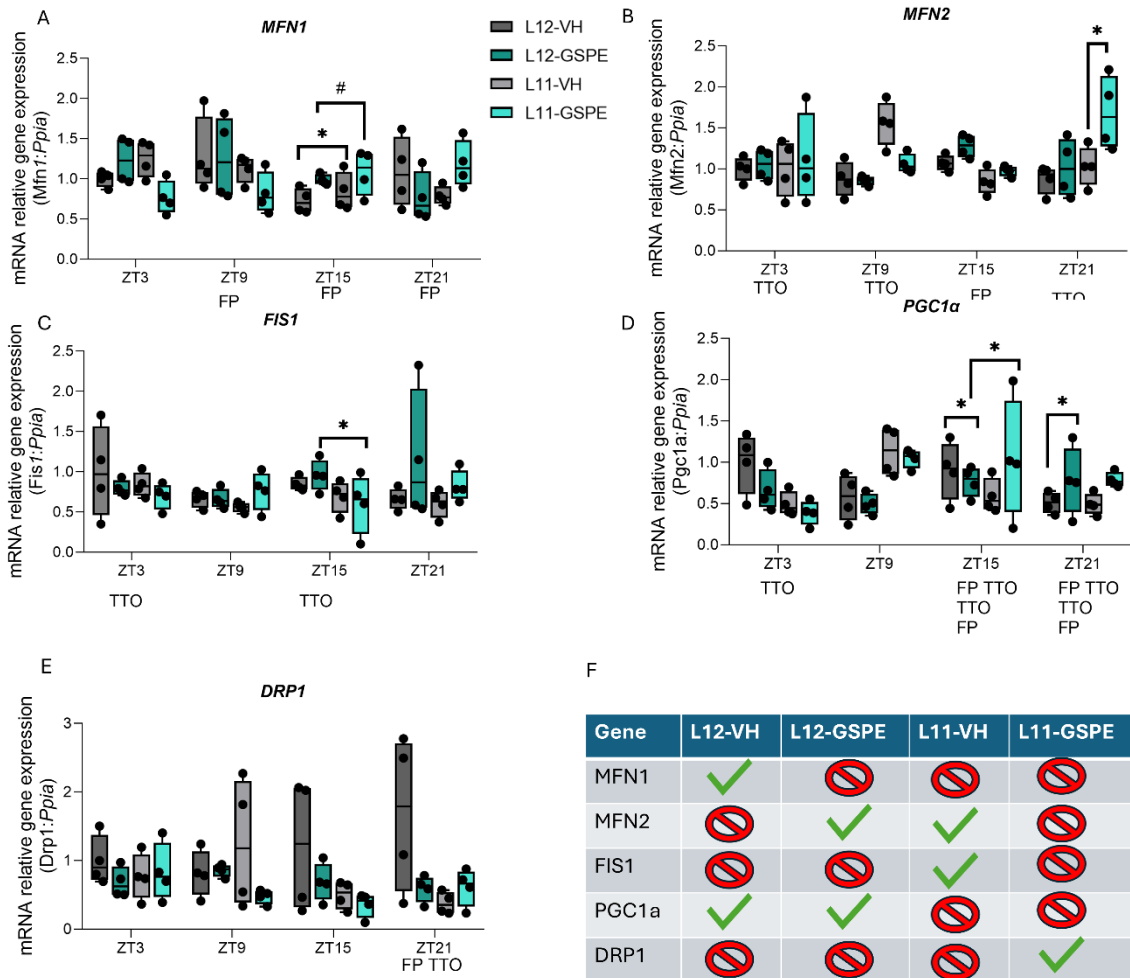 A
MFN1
mRNA relative gene expression
(Mfn1:Ppia)
2.5
2.0
1.5
1.0
0.5
0.0
#
*
ZT3
ZT9
ZT15
ZT21
FP
FP
FP
L12-VH
L12-GSPE
L11-VH
L11-GSPE
B
MFN2
mRNA relative gene expression
(Mfn2:Ppia)
2.5
2.0
1.5
1.0
0.5
0.0
*
ZT3
ZT9
ZT15
ZT21
TTO
TTO
FP
TTO
C
FIS1
mRNA relative gene expression
(Fis1:Ppia)
2.5
2.0
1.5
1.0
0.5
0.0
*
ZT3
ZT9
ZT15
ZT21
TTO
TTO
D
PGC1α
mRNA relative gene expression
(Pgc1a:Ppia)
2.5
2.0
1.5
1.0
0.5
0.0
*
*
*
ZT3
ZT9
ZT15
ZT21
TTO
FP TTO
TTO
FP
FP TTO
TTO
FP
E
DRP1
mRNA relative gene expression
(Drp1:Ppia)
3
2
1
0
ZT3
ZT9
ZT15
ZT21
FP TTO
F
Gene L12-VH L12-GSPE L11-VH L11-GSPE
MFN1
MFN2
FIS1
PGC1a
DRP1